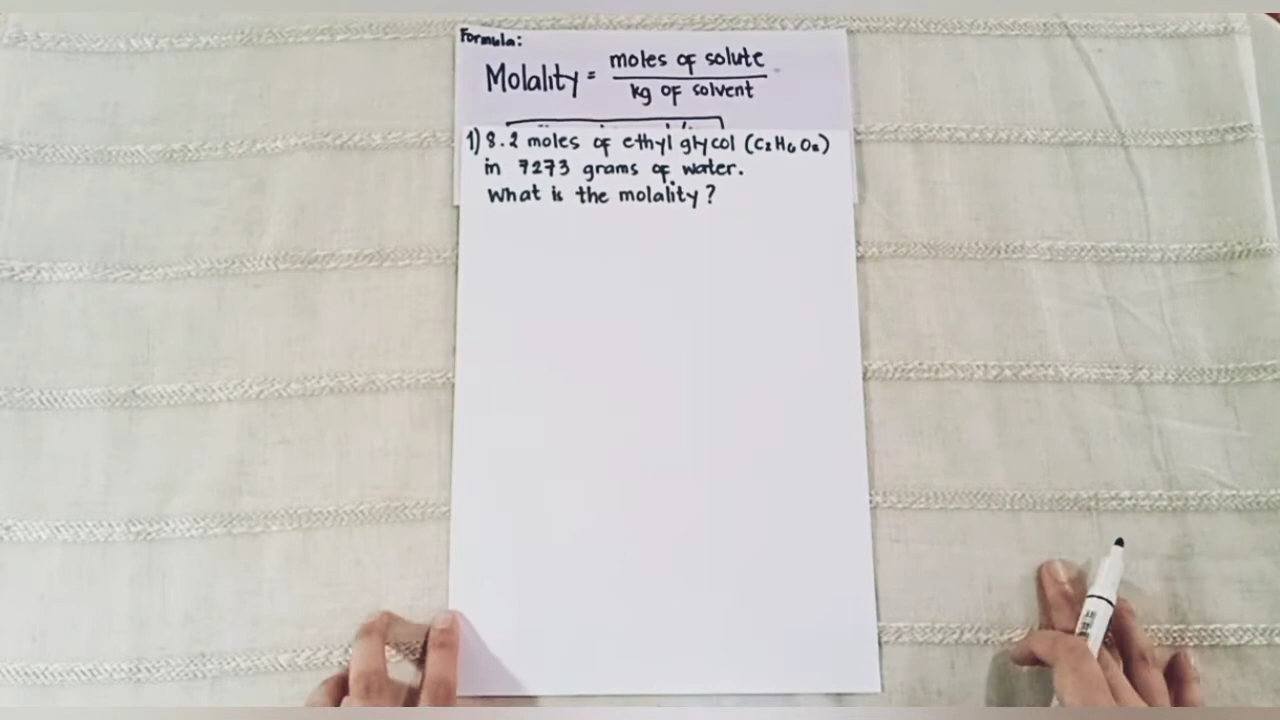 Formula:
Molality = moles of solute
kg of solvent
1) 8.2 moles of ethyl glycol (C₂H₆O₂)
in 7273 grams of water.
What is the molality?